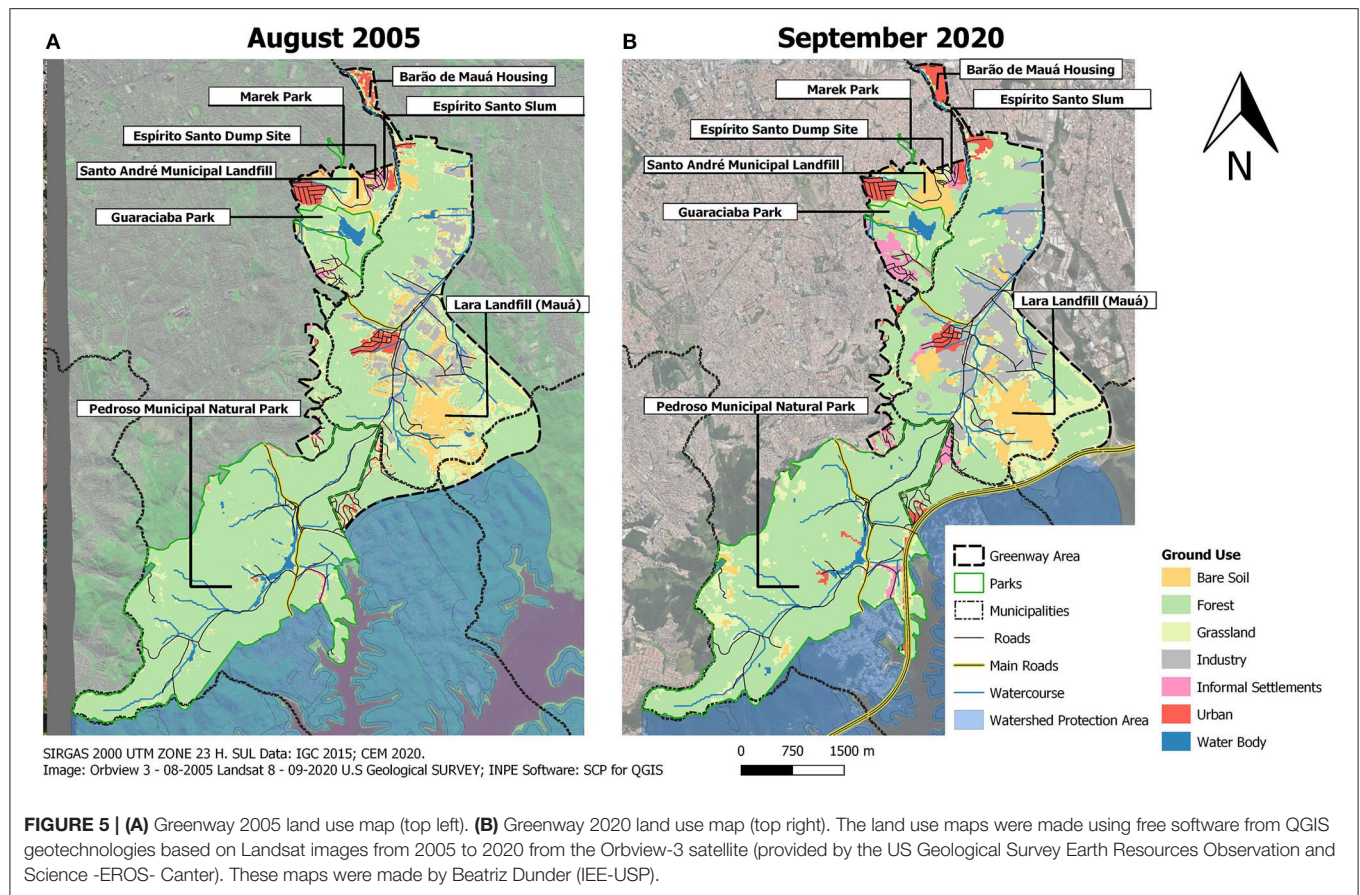 A
August 2005
Barão de Mauá Housing
Marek Park
Espírito Santo Slum
Espírito Santo Dump Site
Santo André Municipal Landfill
Guaraciaba Park
Lara Landfill (Mauá)
Pedroso Municipal Natural Park
B
September 2020
Barão de Mauá Housing
Marek Park
Espírito Santo Slum
Espírito Santo Dump Site
Santo André Municipal Landfill
Guaraciaba Park
Lara Landfill (Mauá)
Pedroso Municipal Natural Park
N
Greenway Area
Parks
Municipalities
Roads
Main Roads
Watercourse
Watershed Protection Area
Ground Use
Bare Soil
Forest
Grassland
Industry
Informal Settlements
Urban
Water Body
SIRGAS 2000 UTM ZONE 23 H. SUL Data: IGC 2015; CEM 2020.
Image: Orbview 3 - 08-2005 Landsat 8 - 09-2020 U.S Geological SURVEY; INPE Software: SCP for QGIS
0 750 1500 m
FIGURE 5 | (A) Greenway 2005 land use map (top left). (B) Greenway 2020 land use map (top right). The land use maps were made using free software from QGIS
geotechnologies based on Landsat images from 2005 to 2020 from the Orbview-3 satellite (provided by the US Geological Survey Earth Resources Observation and
Science -EROS- Canter). These maps were made by Beatriz Dunder (IEE-USP).